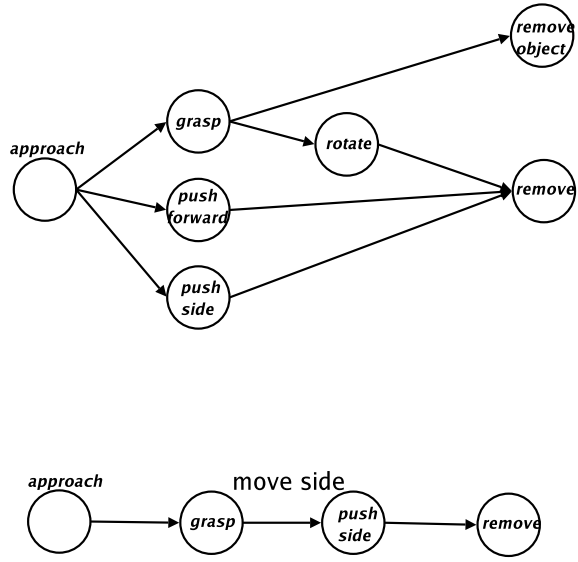 remove
object
grasp
rotate
approach
push
forward
remove
push
side
move side
approach
grasp
push
side
remove